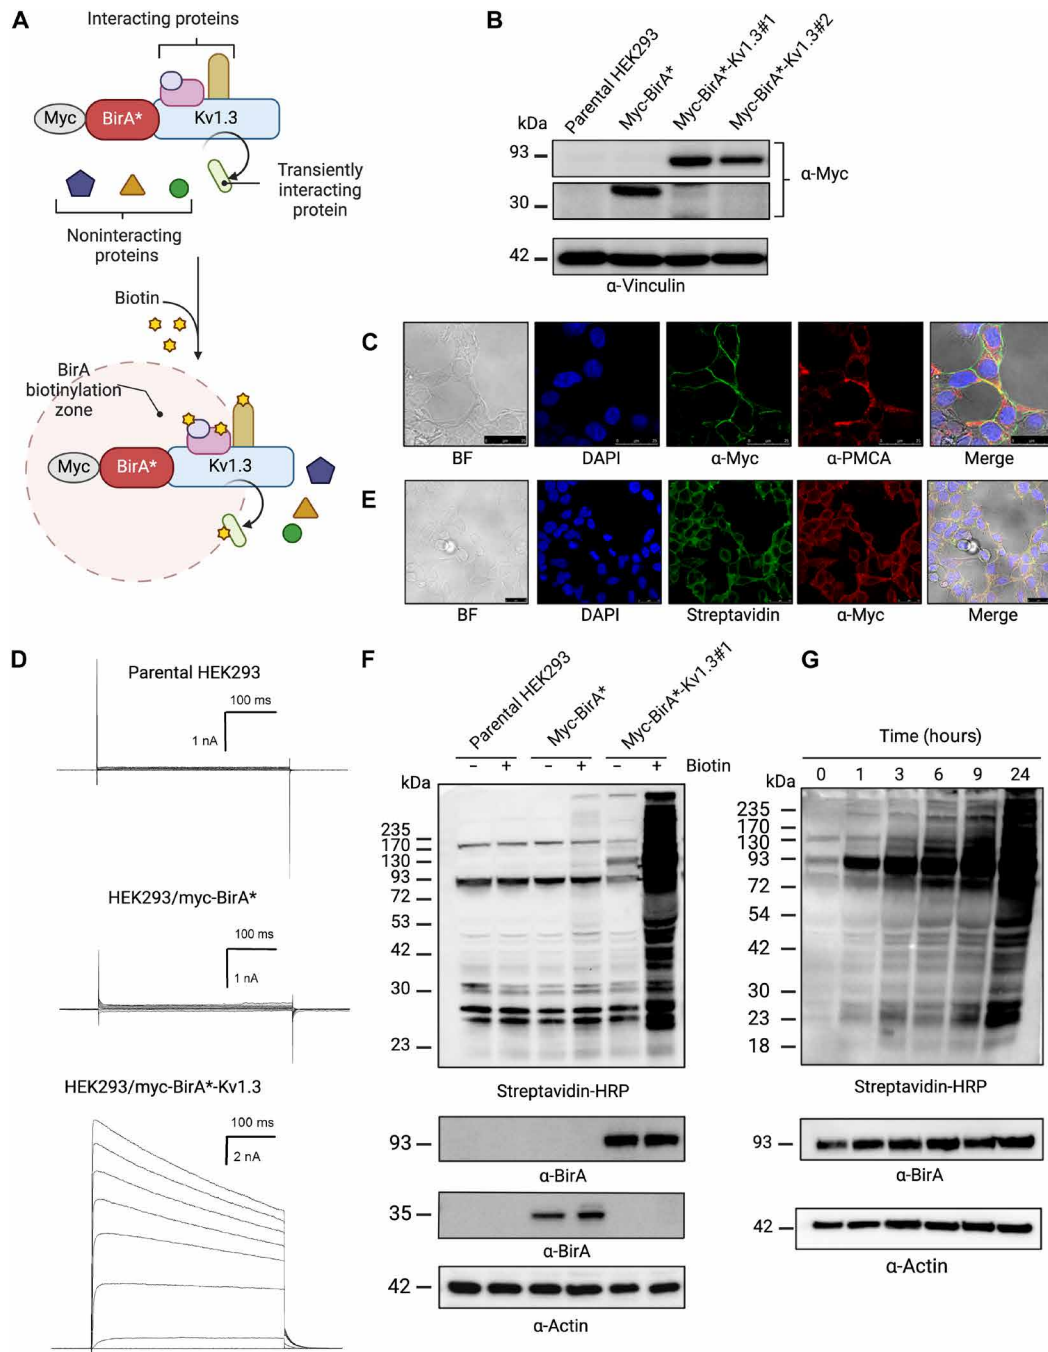 A
Interacting proteins
Myc
BirA*
Kv1.3
Transiently
interacting
protein
Noninteracting
proteins
Biotin
BirA
biotinylation
zone
Myc
BirA*
Kv1.3
B
Parental HEK293
Myc-BirA*
Myc-BirA*-Kv1.3#1
Myc-BirA*-Kv1.3#2
kDa
93
30
α-Myc
42
α-Vinculin
C
BF
DAPI
α-Myc
α-PMCA
Merge
E
BF
DAPI
Streptavidin
α-Myc
Merge
D
Parental HEK293
100 ms
1 nA
HEK293/myc-BirA*
100 ms
1 nA
HEK293/myc-BirA*-Kv1.3
100 ms
2 nA
F
Parental HEK293
Myc-BirA*
Myc-BirA*-Kv1.3#1
– + – + – + Biotin
kDa
235
170
130
93
72
53
42
30
23
Streptavidin-HRP
93
α-BirA
35
α-BirA
42
α-Actin
G
Time (hours)
0 1 3 6 9 24
kDa
235
170
130
93
72
54
42
30
23
18
Streptavidin-HRP
93
α-BirA
42
α-Actin